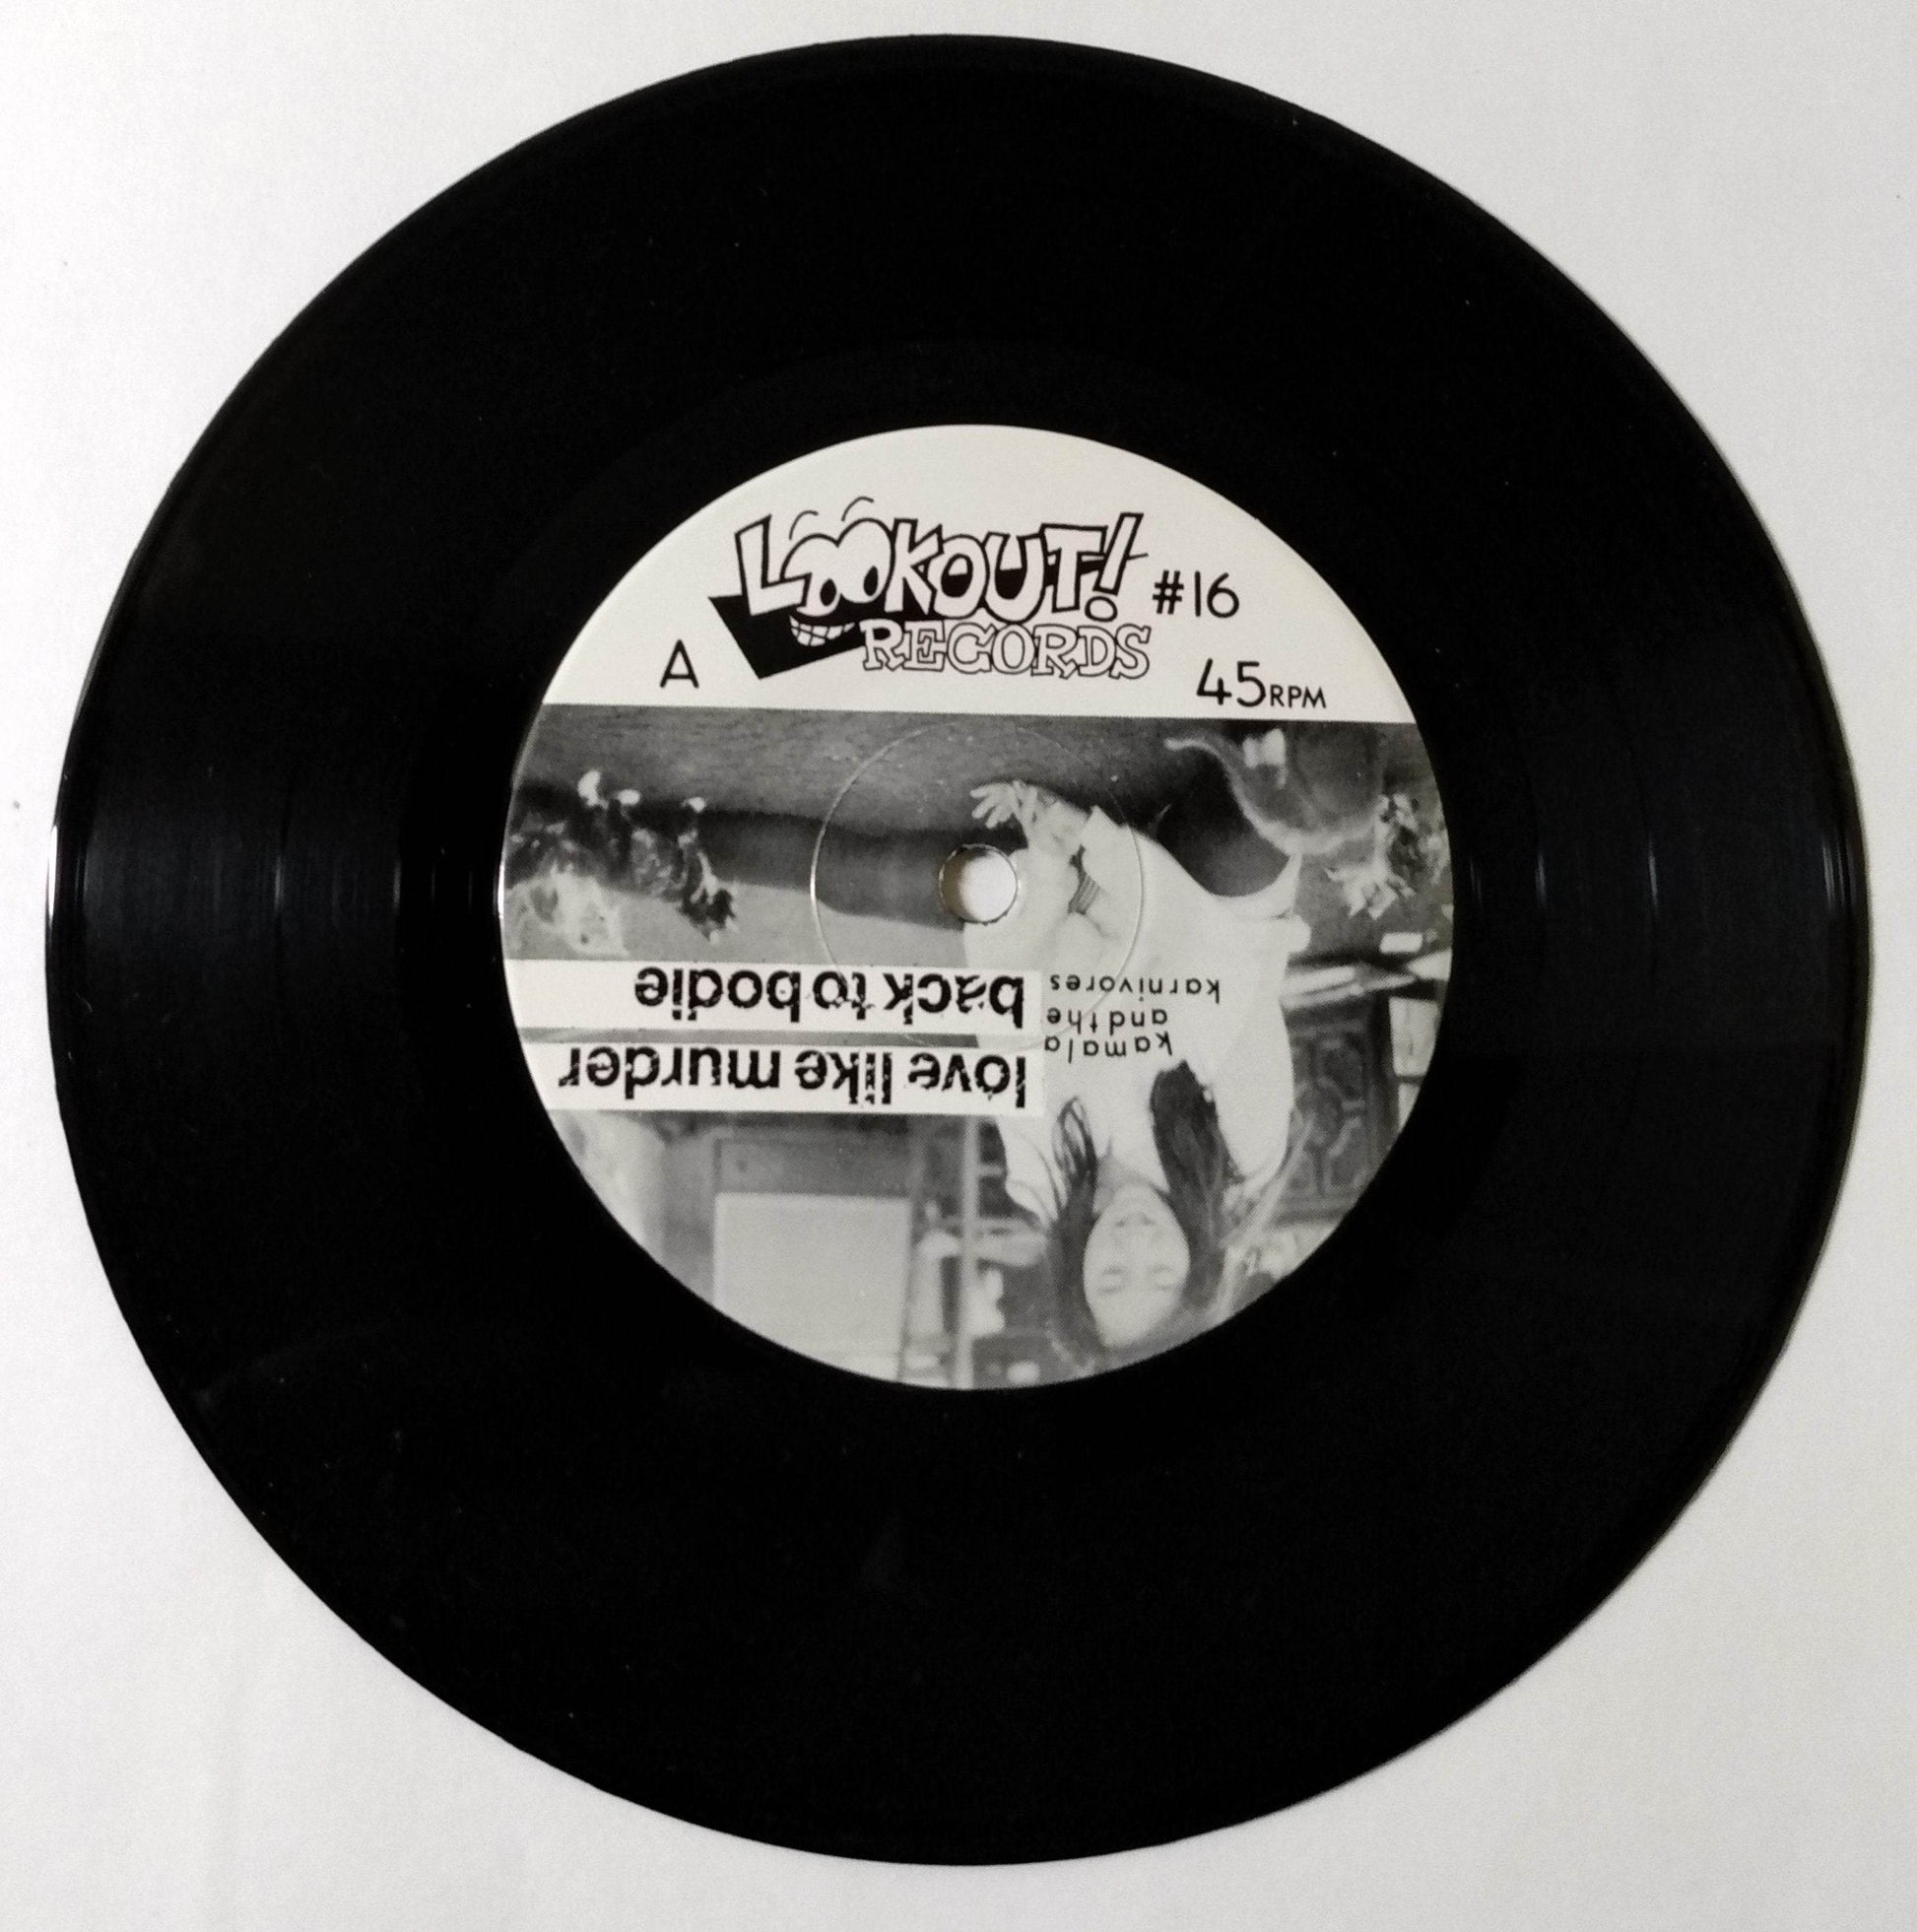 LOOKOUT! #16
RECORDS
A
45RPM
kamala
and the
karnivores
love like murder
back to bodie